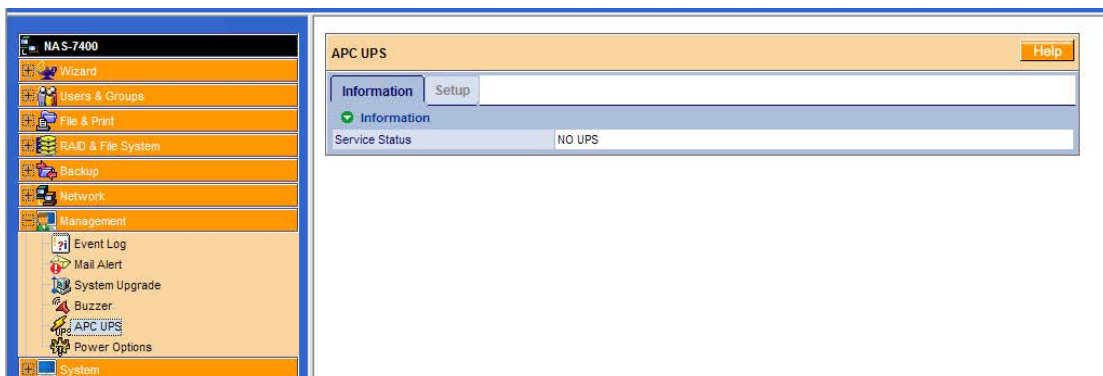 NAS-7400
Wizard
Users & Groups
File & Print
RAID & File System
Backup
Network
Management
Event Log
Mail Alert
System Upgrade
Buzzer
APC UPS
Power Options
System
APC UPS
Help
Information Setup
Information
Service Status NO UPS